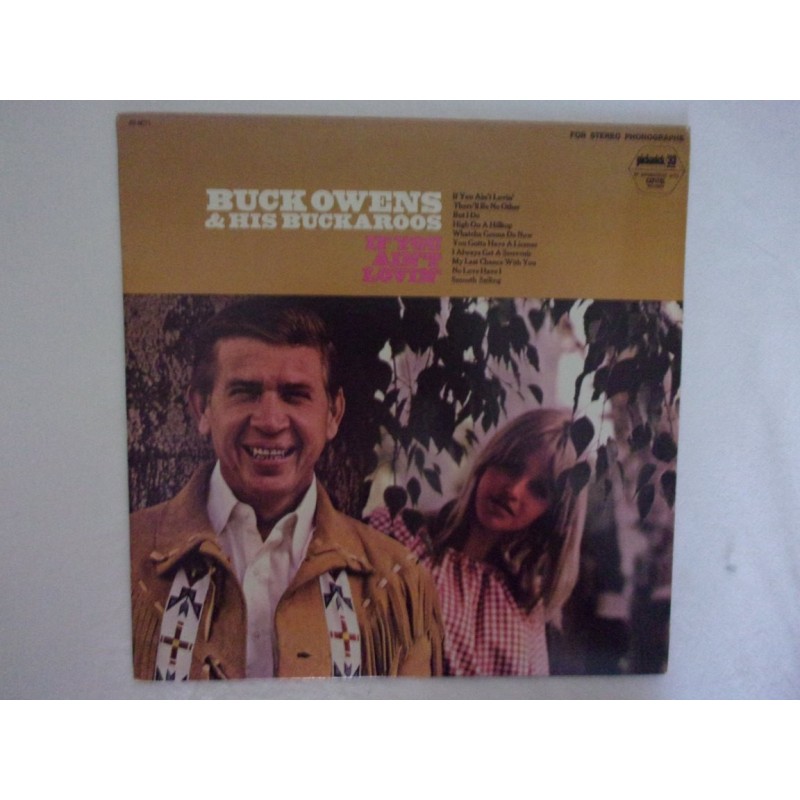 FOR STEREO PHONOGRAPHS
pickwick 33
BUCK OWENS
& HIS BUCKAROOS
IF YOU
AIN'T
LOVIN'
If You Ain't Lovin'
There'll Be No Other
But I Do
High On A Hilltop
Whatcha Gonna Do Now
You Gotta Have A License
I Always Get A Souvenir
My Last Chance With You
No Love Have I
Smooth Sailing